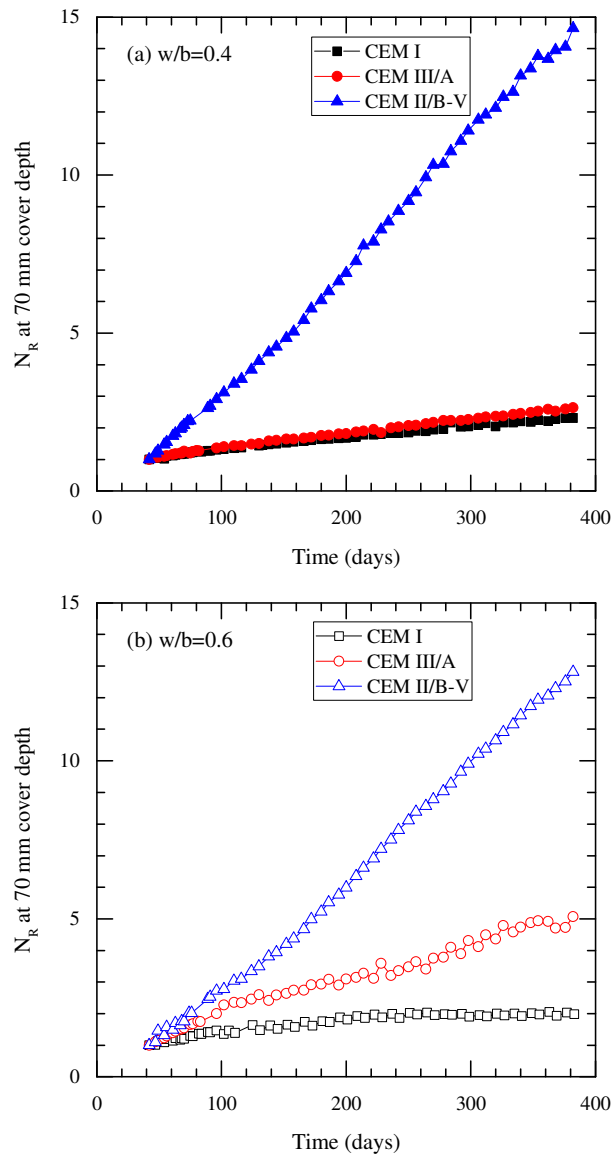 15
(a) w/b=0.4
CEM I
CEM III/A
CEM II/B-V
10
5
0
N_R at 70 mm cover depth
0 100 200 300 400
Time (days)
15
(b) w/b=0.6
CEM I
CEM III/A
CEM II/B-V
10
5
0
N_R at 70 mm cover depth
0 100 200 300 400
Time (days)